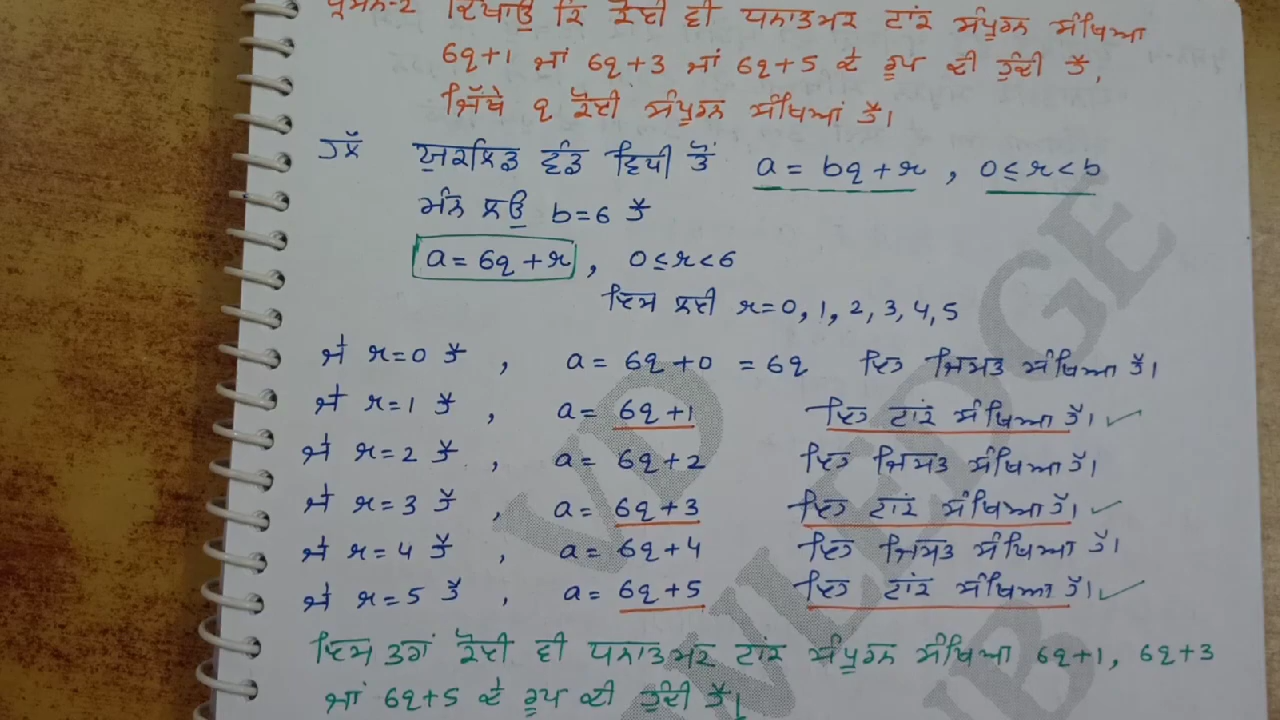 ਪ੍ਰਸ਼ਨ-2 ਦਿਖਾਉ ਕਿ ਕੋਈ ਵੀ ਧਨਾਤਮਕ ਟਾਂਕ ਸੰਪੂਰਨ ਸੰਖਿਆ
6q+1 ਜਾਂ 6q+3 ਜਾਂ 6q+5 ਦੇ ਰੂਪ ਦੀ ਹੁੰਦੀ ਹੈ,
ਜਿੱਥੇ q ਕੋਈ ਸੰਪੂਰਨ ਸੰਖਿਆਂ ਹੈ।
ਹੱਲ ਯੂਕਲਿਡ ਵੰਡ ਵਿਧੀ ਤੋਂ a = bq + r , 0≤r<b
ਮੰਨ ਲਉ b=6 ਹੈ
a = 6q + r , 0≤r<6
ਇਸ ਲਈ r=0, 1, 2, 3, 4, 5
ਜੇ r=0 ਹੈ , a = 6q +0 = 6q ਇਹ ਜਿਸਤ ਸੰਖਿਆ ਹੈ।
ਜੇ r=1 ਹੈ , a = 6q +1 ਇਹ ਟਾਂਕ ਸੰਖਿਆ ਹੈ। ✓
ਜੇ r=2 ਹੈ , a = 6q +2 ਇਹ ਜਿਸਤ ਸੰਖਿਆ ਹੈ।
ਜੇ r=3 ਹੈ , a = 6q +3 ਇਹ ਟਾਂਕ ਸੰਖਿਆ ਹੈ। ✓
ਜੇ r=4 ਹੈ , a = 6q +4 ਇਹ ਜਿਸਤ ਸੰਖਿਆ ਹੈ।
ਜੇ r=5 ਹੈ , a = 6q +5 ਇਹ ਟਾਂਕ ਸੰਖਿਆ ਹੈ। ✓
ਇਸ ਤਰਾਂ ਕੋਈ ਵੀ ਧਨਾਤਮਕ ਟਾਂਕ ਸੰਪੂਰਨ ਸੰਖਿਆ 6q+1, 6q+3
ਜਾਂ 6q+5 ਦੇ ਰੂਪ ਦੀ ਹੁੰਦੀ ਹੈ।